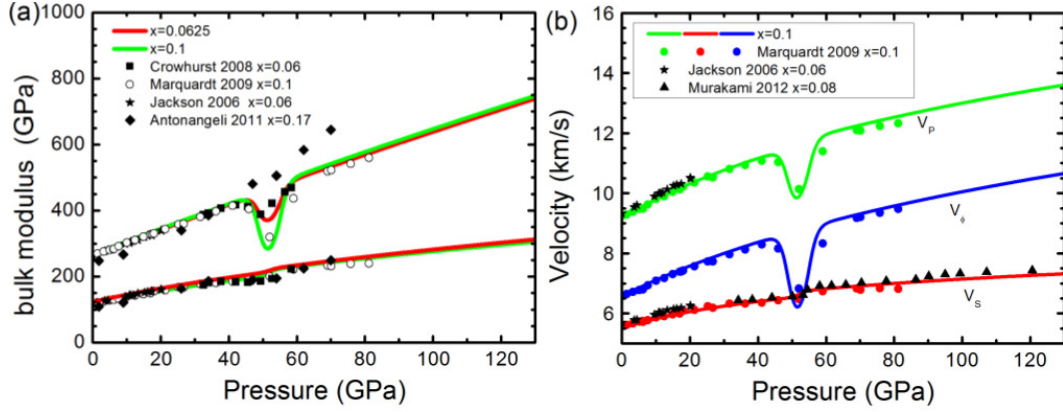 (a)
bulk modulus (GPa)
1000
800
600
400
200
0
x=0.0625
x=0.1
Crowhurst 2008 x=0.06
Marquardt 2009 x=0.1
Jackson 2006 x=0.06
Antonangeli 2011 x=0.17
0 20 40 60 80 100 120
Pressure (GPa)
(b)
Velocity (km/s)
16
14
12
10
8
6
4
x=0.1
Marquardt 2009 x=0.1
Jackson 2006 x=0.06
Murakami 2012 x=0.08
VP
Vϕ
VS
0 20 40 60 80 100 120
Pressure (GPa)